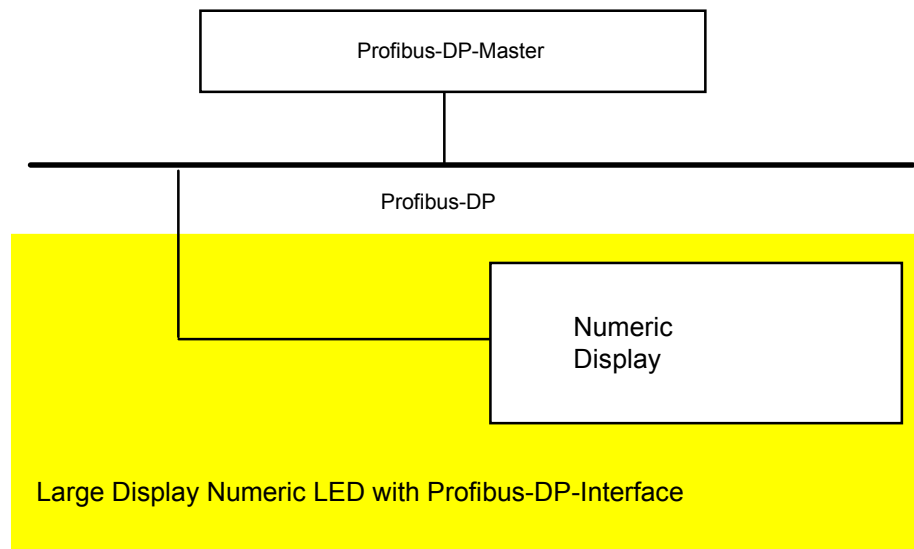 Profibus-DP-Master
Profibus-DP
Numeric
Display
Large Display Numeric LED with Profibus-DP-Interface